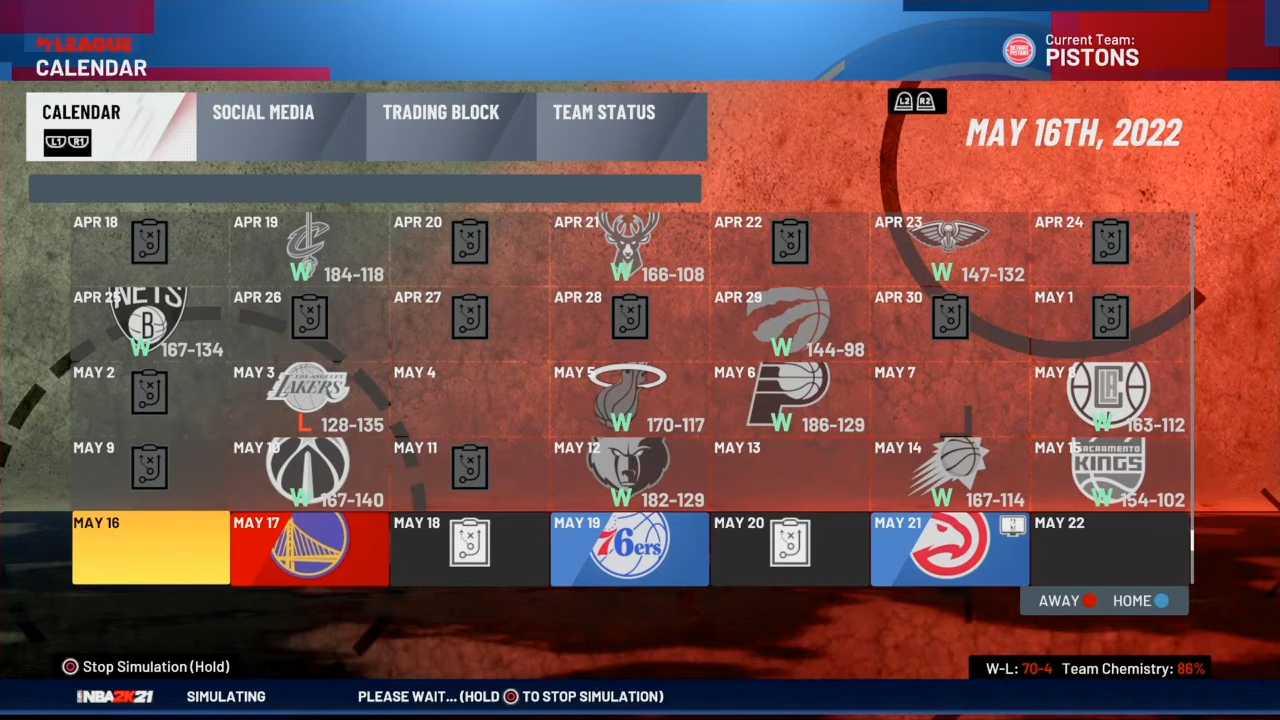 MyLEAGUE
CALENDAR
Current Team:
PISTONS
CALENDAR
L1 R1
SOCIAL MEDIA
TRADING BLOCK
TEAM STATUS
L2 R2
MAY 16TH, 2022
APR 18 APR 19 APR 20 APR 21 APR 22 APR 23 APR 24
W 184-118 W 166-108 W 147-132
APR 25 APR 26 APR 27 APR 28 APR 29 APR 30 MAY 1
NETS
B
W 167-134 W 144-98
MAY 2 MAY 3 MAY 4 MAY 5 MAY 6 MAY 7 MAY 8
LOS ANGELES
LAKERS
L 128-135 W 170-117 W 186-129 W 163-112
MAY 9 MAY 10 MAY 11 MAY 12 MAY 13 MAY 14 MAY 15
SACRAMENTO
KINGS
W 167-140 W 182-129 W 167-114 W 154-102
MAY 16 MAY 17 MAY 18 MAY 19 MAY 20 MAY 21 MAY 22
76ers
AWAY HOME
Stop Simulation (Hold)
W-L: 70-4 Team Chemistry: 86%
NBA2K21 SIMULATING PLEASE WAIT... (HOLD TO STOP SIMULATION)